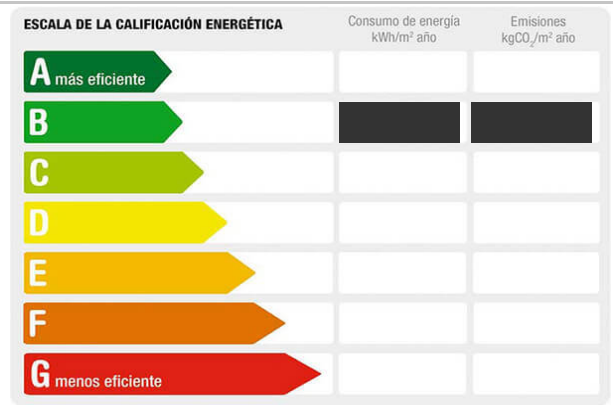 ESCALA DE LA CALIFICACIÓN ENERGÉTICA
Consumo de energía
kWh/m² año
Emisiones
kgCO₂/m² año
A más eficiente
B
C
D
E
F
G menos eficiente